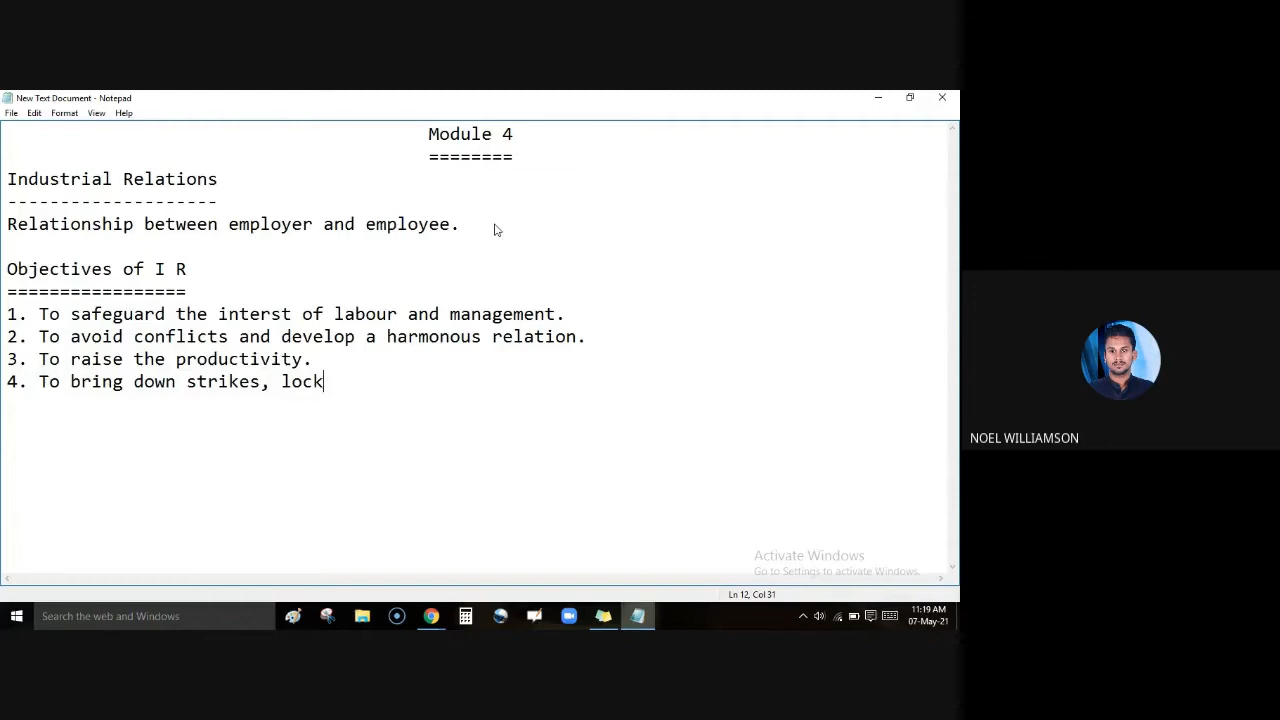 New Text Document - Notepad
File Edit Format View Help
Module 4
========
Industrial Relations
--------------------
Relationship between employer and employee.
Objectives of I R
=================
1. To safeguard the interst of labour and management.
2. To avoid conflicts and develop a harmonous relation.
3. To raise the productivity.
4. To bring down strikes, lock
NOEL WILLIAMSON
Activate Windows
Go to Settings to activate Windows.
Ln 12, Col 31
Search the web and Windows
11:19 AM
07-May-21